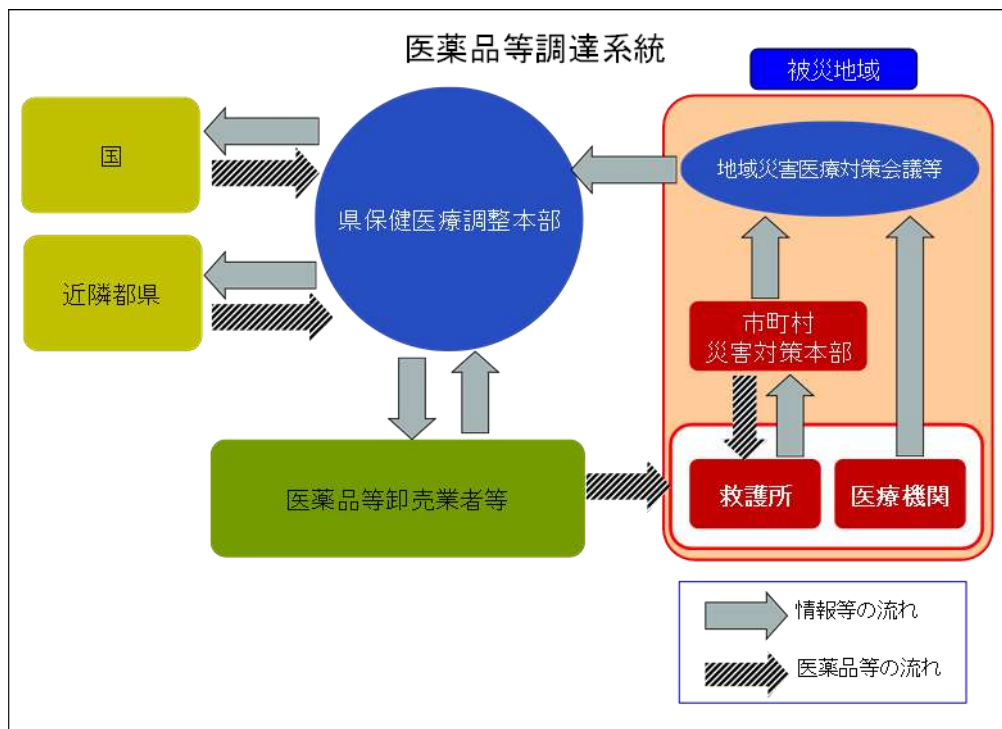 医薬品等調達系統
被災地域
国
地域災害医療対策会議等
県保健医療調整本部
近隣都県
市町村
災害対策本部
医薬品等卸売業者等
救護所
医療機関
情報等の流れ
医薬品等の流れ